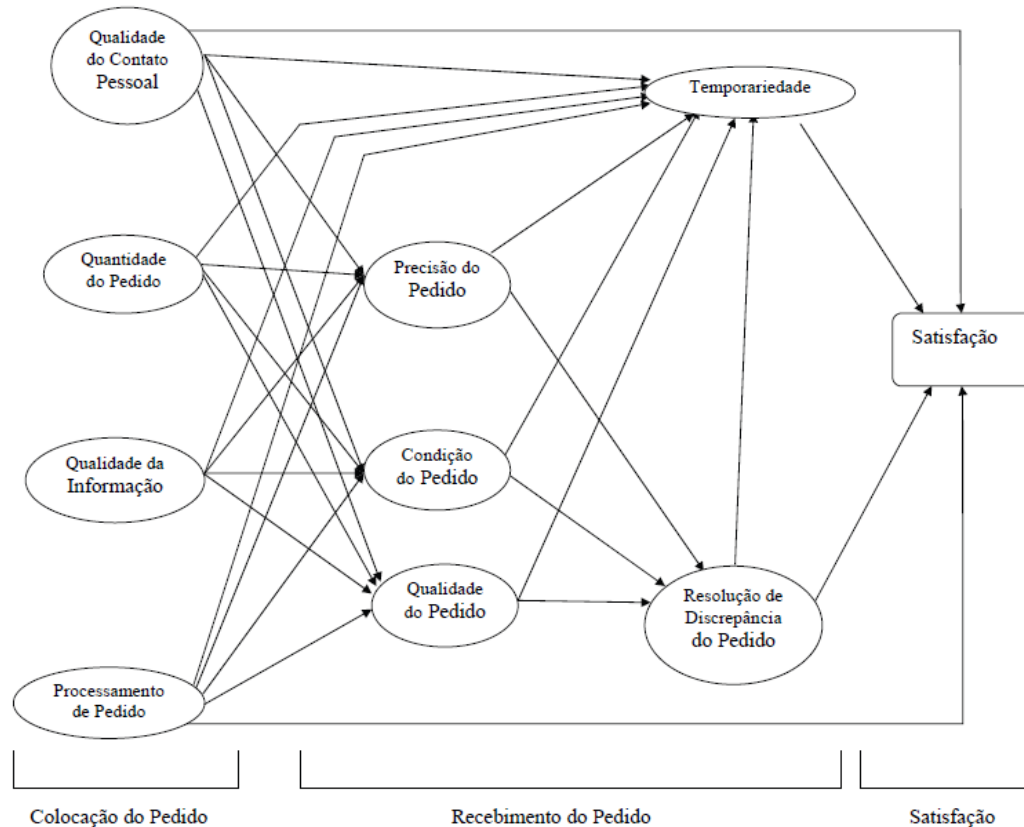 Qualidade
do Contato
Pessoal
Temporariedade
Quantidade
do Pedido
Precisão do
Pedido
Satisfação
Qualidade da
Informação
Condição
do Pedido
Qualidade
do Pedido
Resolução de
Discrepância
do Pedido
Processamento
de Pedido
Colocação do Pedido
Recebimento do Pedido
Satisfação